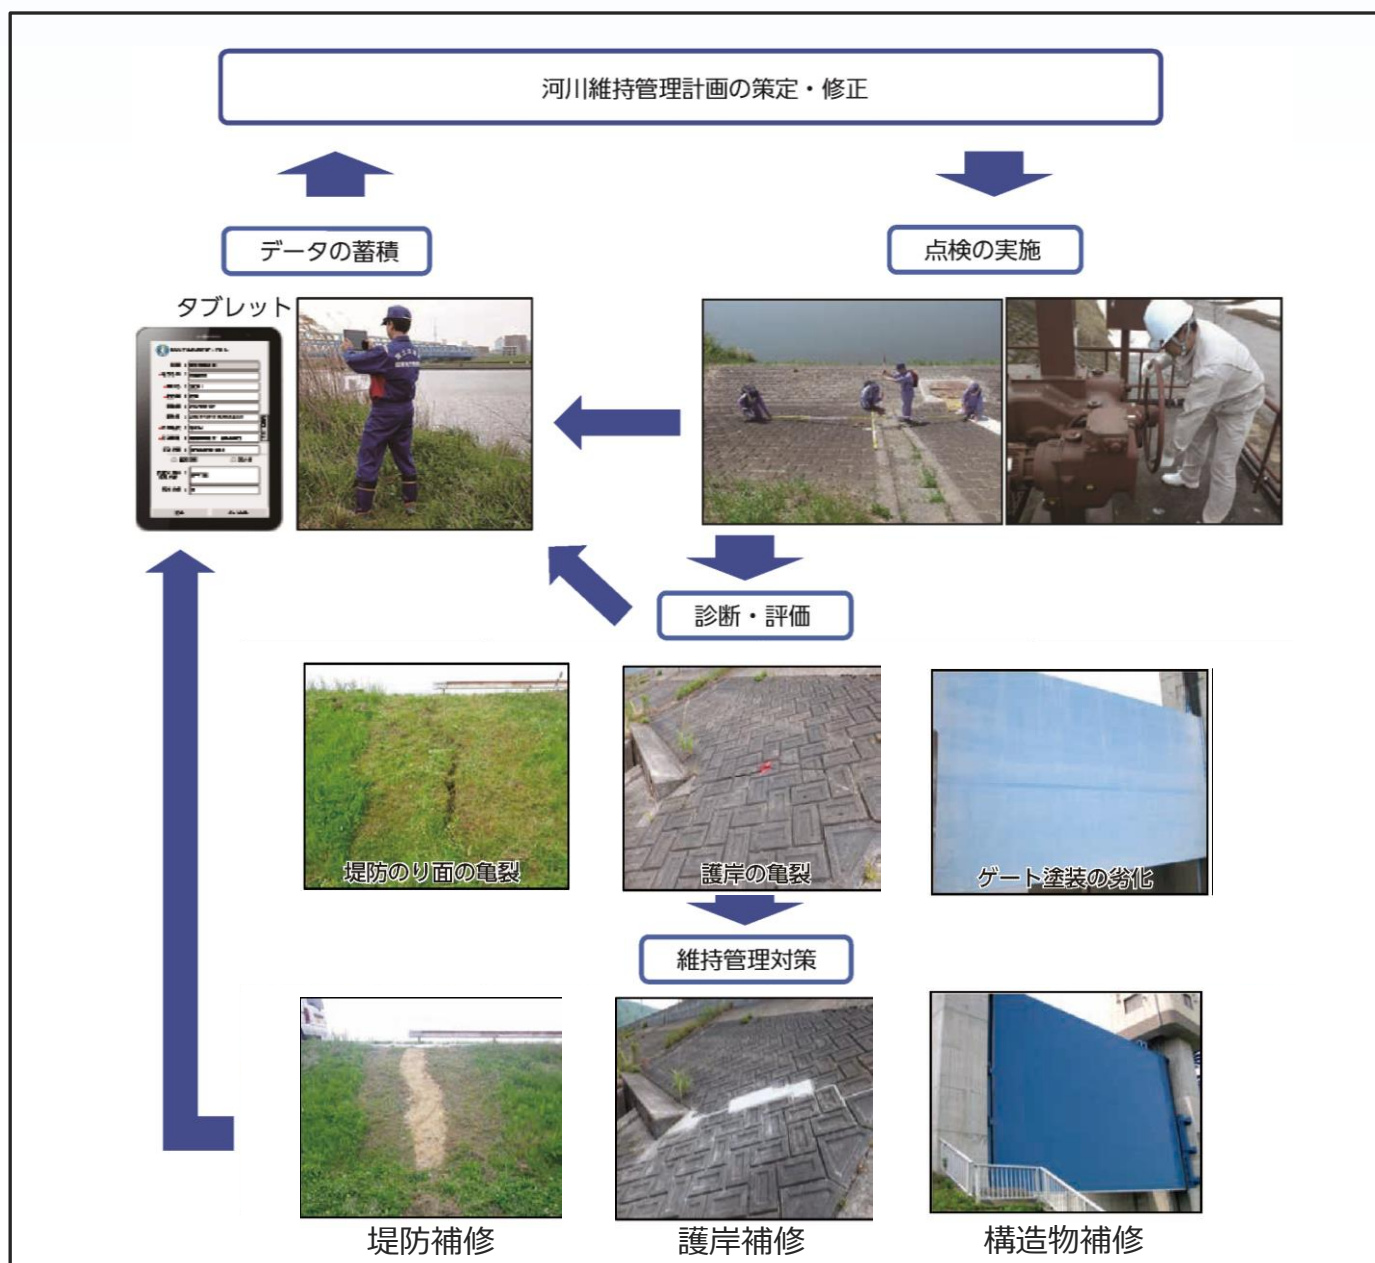 河川維持管理計画の策定・修正
データの蓄積
点検の実施
タブレット
診断・評価
堤防のり面の亀裂
護岸の亀裂
ゲート塗装の劣化
維持管理対策
堤防補修
護岸補修
構造物補修